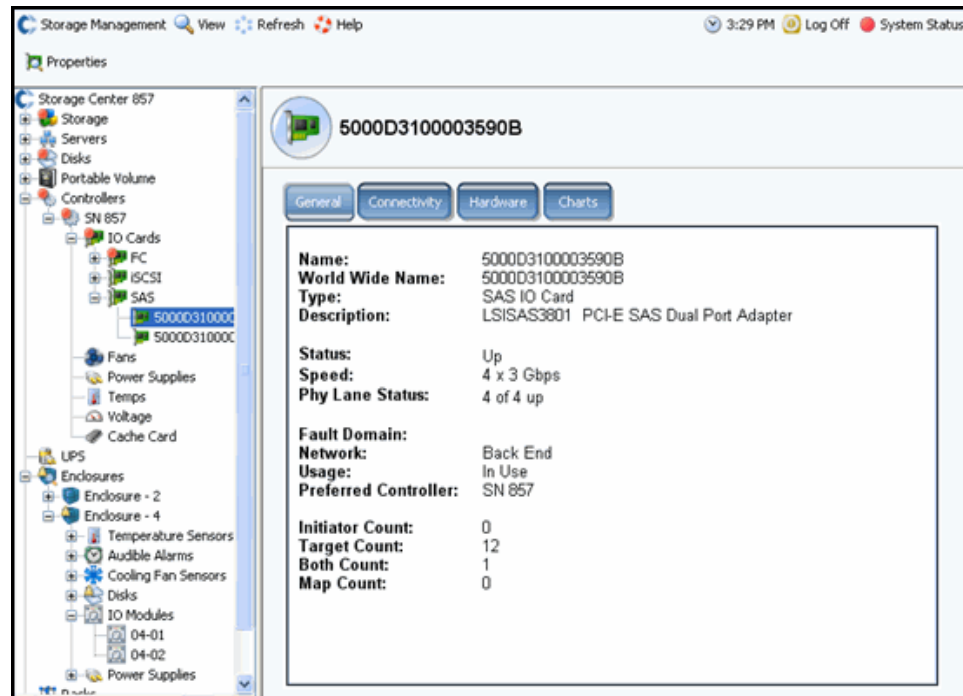 Storage Management View Refresh Help 3:29 PM Log Off System Status
Properties
Storage Center 857
Storage
Servers
Disks
Portable Volume
Controllers
SN 857
IO Cards
FC
iSCSI
SAS
5000D31000
5000D31000
Fans
Power Supplies
Temps
Voltage
Cache Card
UPS
Enclosures
Enclosure - 2
Enclosure - 4
Temperature Sensors
Audible Alarms
Cooling Fan Sensors
Disks
IO Modules
04-01
04-02
Power Supplies
5000D3100003590B
General Connectivity Hardware Charts
Name: 5000D3100003590B
World Wide Name: 5000D3100003590B
Type: SAS IO Card
Description: LSISAS3801 PCI-E SAS Dual Port Adapter
Status: Up
Speed: 4 x 3 Gbps
Phy Lane Status: 4 of 4 up
Fault Domain:
Network: Back End
Usage: In Use
Preferred Controller: SN 857
Initiator Count: 0
Target Count: 12
Both Count: 1
Map Count: 0